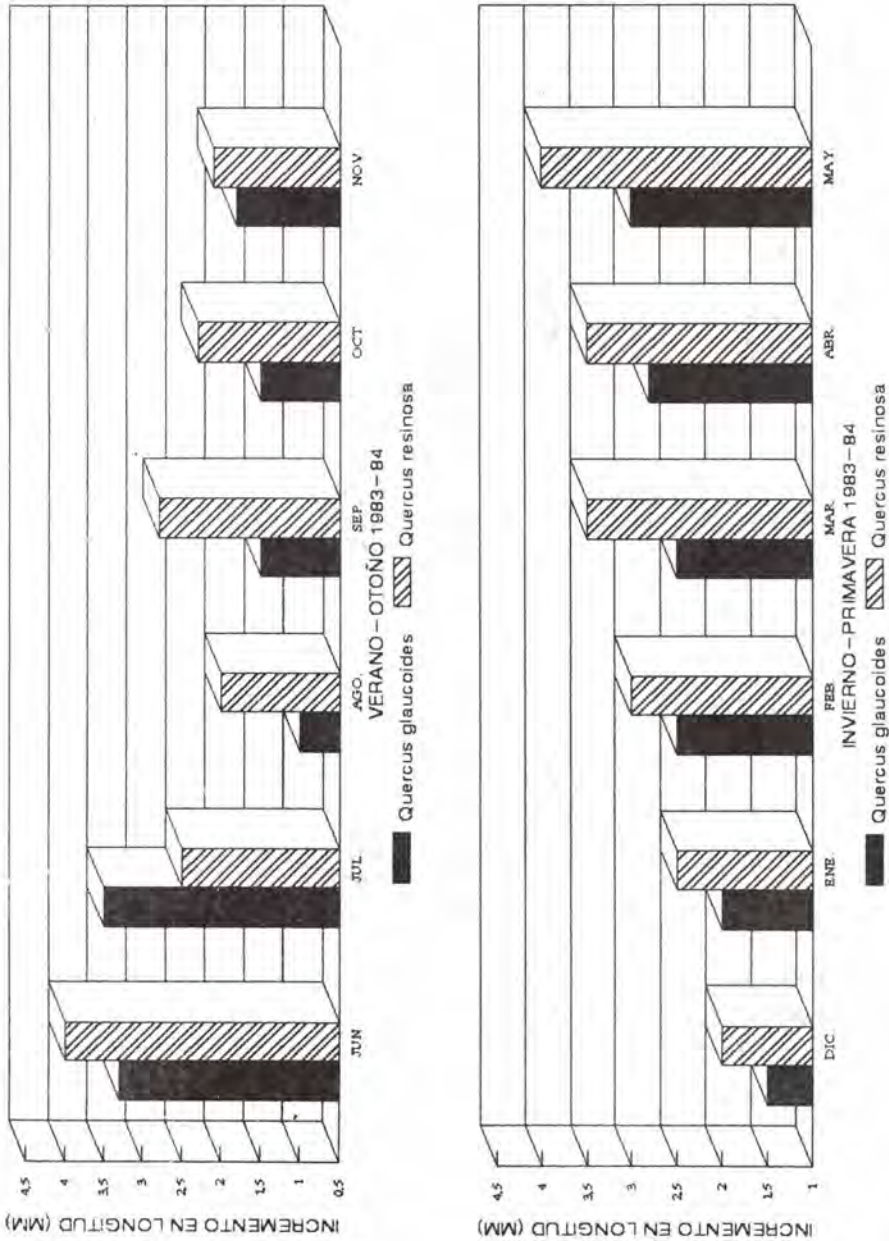 INCREMENTO EN LONGITUD (MM)
4.5
4
3.5
3
2.5
2
1.5
1
0.5
JUN
JUL.
AGO.
SEP.
OCT
NOV.
VERANO-OTOÑO 1983-84
Quercus glaucoides Quercus resinosa
INCREMENTO EN LONGITUD (MM)
4.5
4
3.5
3
2.5
2
1.5
1
DIC.
ENE.
FEB.
MAR.
ABR.
MAY.
INVIERNO-PRIMAVERA 1983-84
Quercus glaucoides Quercus resinosa